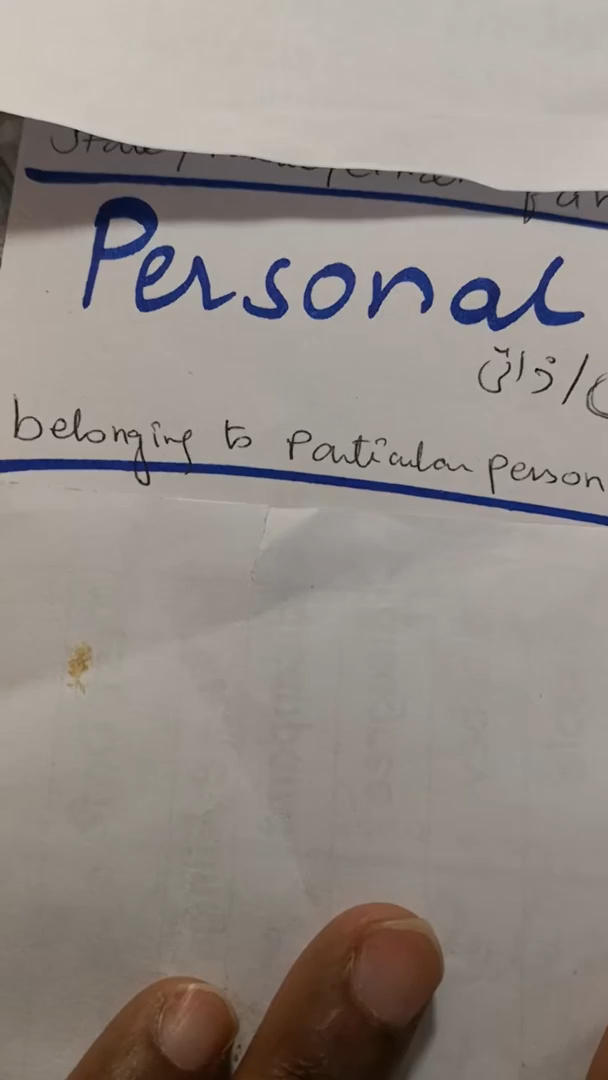 Personal
ذاتی/
belonging to particular person